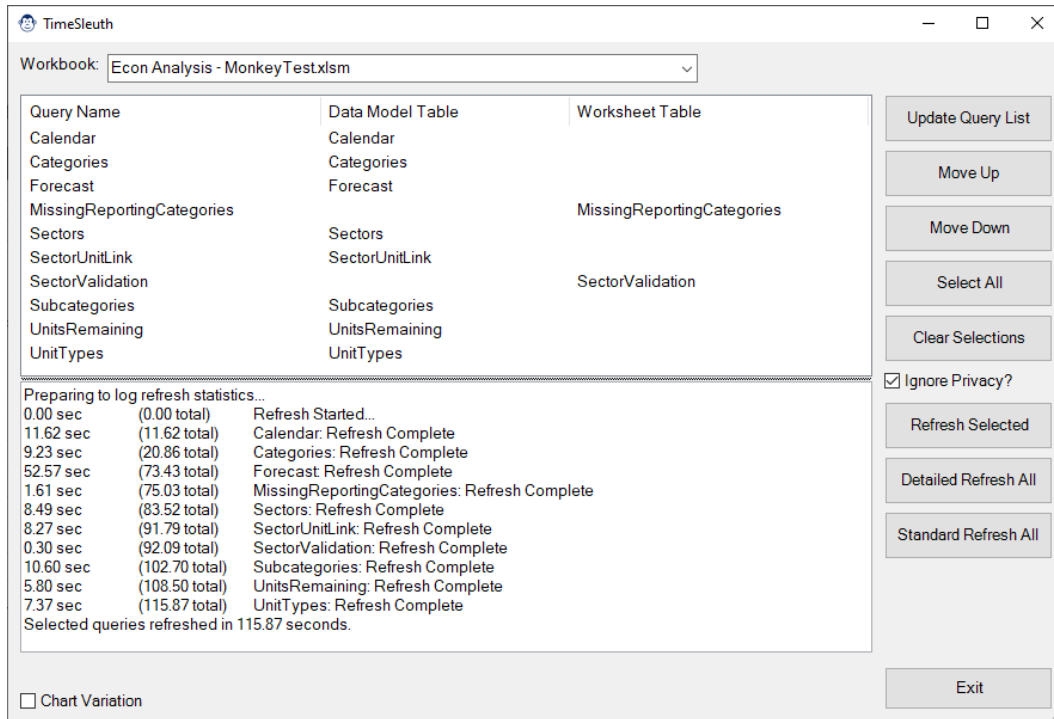 TimeSleuth
Workbook: Econ Analysis - MonkeyTest.xlsm
Query Name Data Model Table Worksheet Table
Calendar Calendar
Categories Categories
Forecast Forecast
MissingReportingCategories MissingReportingCategories
Sectors Sectors
SectorUnitLink SectorUnitLink
SectorValidation SectorValidation
Subcategories Subcategories
UnitsRemaining UnitsRemaining
UnitTypes UnitTypes
Update Query List
Move Up
Move Down
Select All
Clear Selections
Ignore Privacy?
Refresh Selected
Detailed Refresh All
Standard Refresh All
Preparing to log refresh statistics...
0.00 sec (0.00 total) Refresh Started...
11.62 sec (11.62 total) Calendar: Refresh Complete
9.23 sec (20.86 total) Categories: Refresh Complete
52.57 sec (73.43 total) Forecast: Refresh Complete
1.61 sec (75.03 total) MissingReportingCategories: Refresh Complete
8.49 sec (83.52 total) Sectors: Refresh Complete
8.27 sec (91.79 total) SectorUnitLink: Refresh Complete
0.30 sec (92.09 total) SectorValidation: Refresh Complete
10.60 sec (102.70 total) Subcategories: Refresh Complete
5.80 sec (108.50 total) UnitsRemaining: Refresh Complete
7.37 sec (115.87 total) UnitTypes: Refresh Complete
Selected queries refreshed in 115.87 seconds.
Chart Variation
Exit